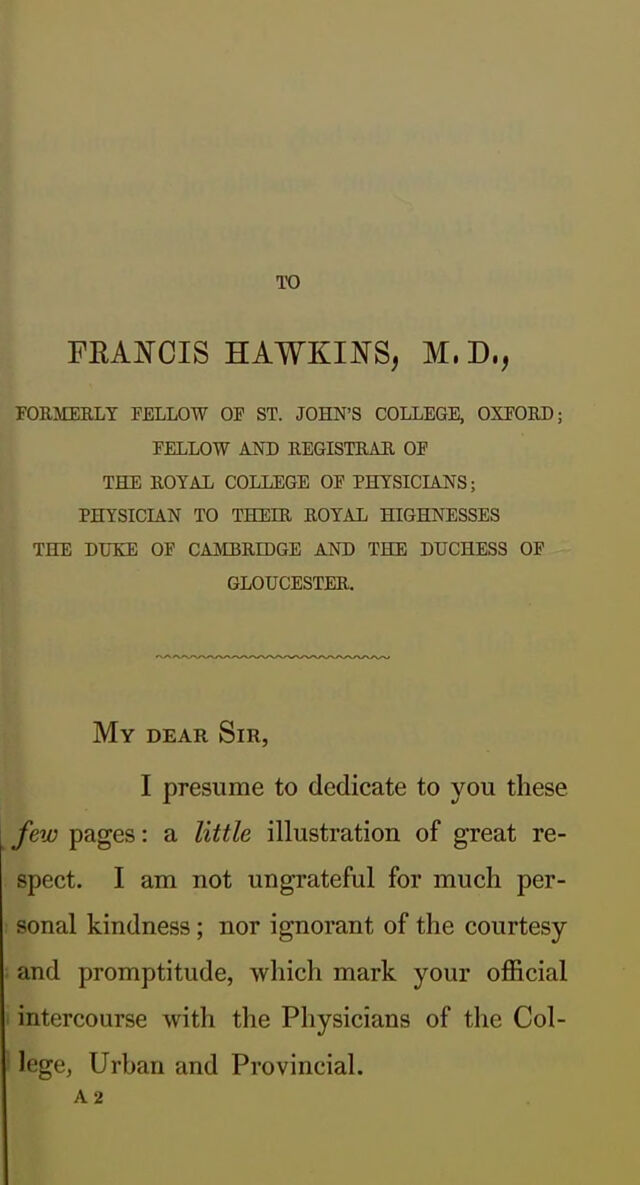 TO
FRANCIS HAWKINS, M.D.,
FORMERLY FELLOW OF ST. JOHN'S COLLEGE, OXFORD;
FELLOW AND REGISTRAR OF
THE ROYAL COLLEGE OF PHYSICIANS;
PHYSICIAN TO THEIR ROYAL HIGHNESSES
THE DUKE OF CAMBRIDGE AND THE DUCHESS OF
GLOUCESTER.
MY DEAR SIR,
I presume to dedicate to you these
few pages: a little illustration of great re-
spect. I am not ungrateful for much per-
sonal kindness; nor ignorant of the courtesy
and promptitude, which mark your official
intercourse with the Physicians of the Col-
lege, Urban and Provincial.
A 2